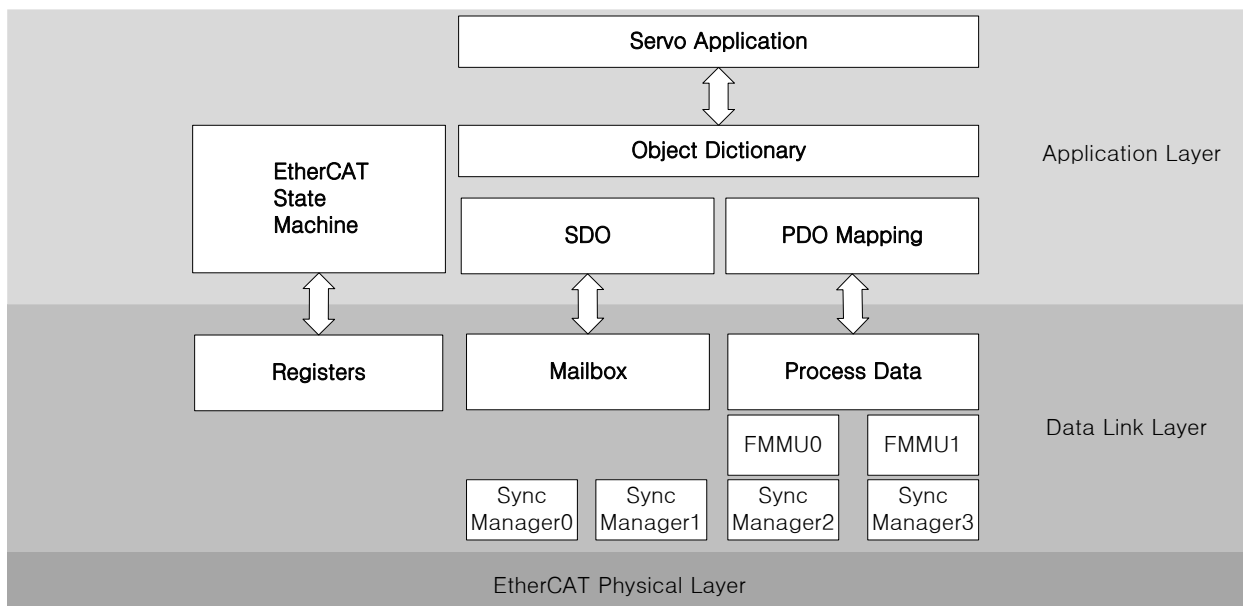 Servo Application
Object Dictionary
Application Layer
EtherCAT
State
Machine
SDO
PDO Mapping
Registers
Mailbox
Process Data
Data Link Layer
FMMU0
FMMU1
Sync
Manager0
Sync
Manager1
Sync
Manager2
Sync
Manager3
EtherCAT Physical Layer